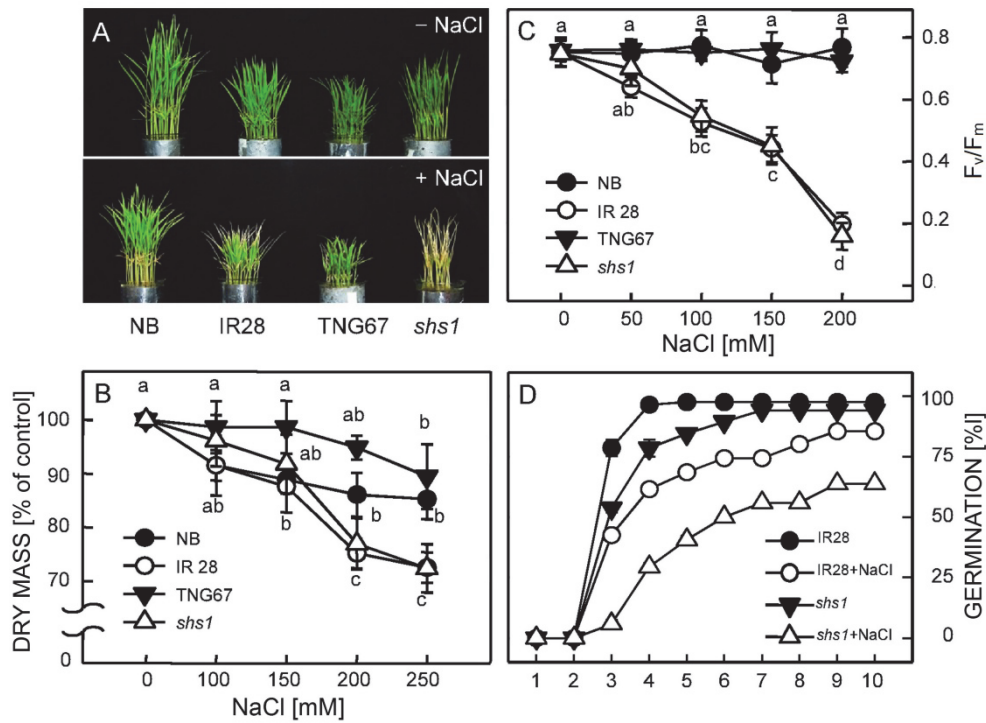 A
− NaCl
+ NaCl
NB IR28 TNG67 shs1
C
a a a a a
ab
bc
c
d
NB
IR 28
TNG67
shs1
0.8
0.6
0.4
0.2
0.
Fv/Fm
0 50 100 150 200
NaCl [mM]
B
a a a ab b
ab
ab b b b
c c
NB
IR 28
TNG67
shs1
100
90
80
70
0
DRY MASS [% of control]
0 100 150 200 250
NaCl [mM]
D
IR28
IR28+NaCl
shs1
shs1+NaCl
100
75
50
25
0
GERMINATION [%l]
1 2 3 4 5 6 7 8 9 10